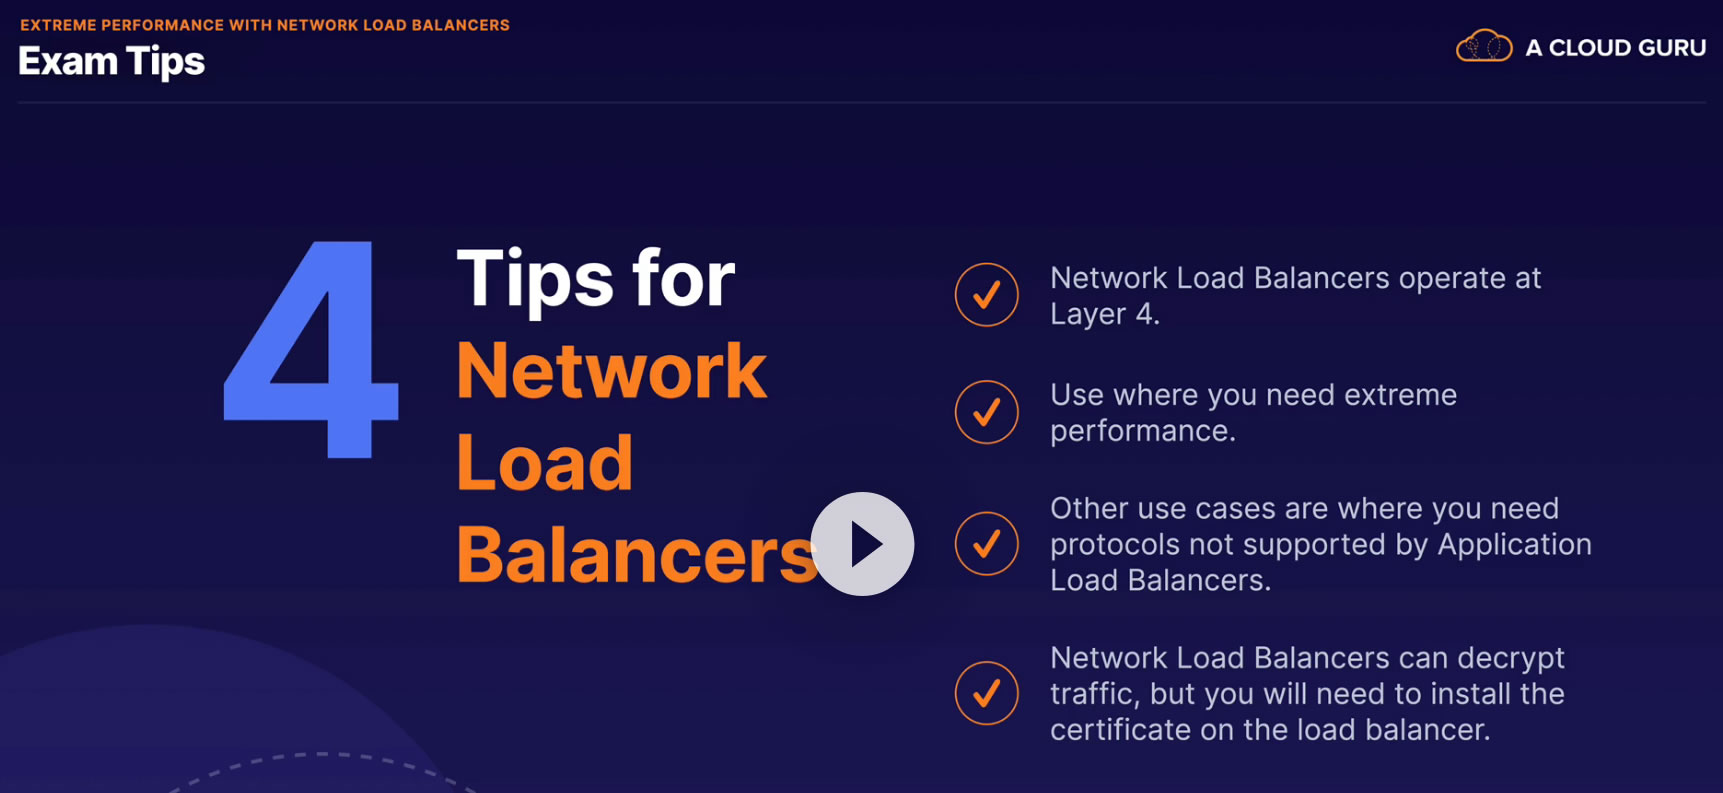 EXTREME PERFORMANCE WITH NETWORK LOAD BALANCERS
Exam Tips
A CLOUD GURU
4
Tips for
Network
Load
Balancers
Network Load Balancers operate at
Layer 4.
Use where you need extreme
performance.
Other use cases are where you need
protocols not supported by Application
Load Balancers.
Network Load Balancers can decrypt
traffic, but you will need to install the
certificate on the load balancer.